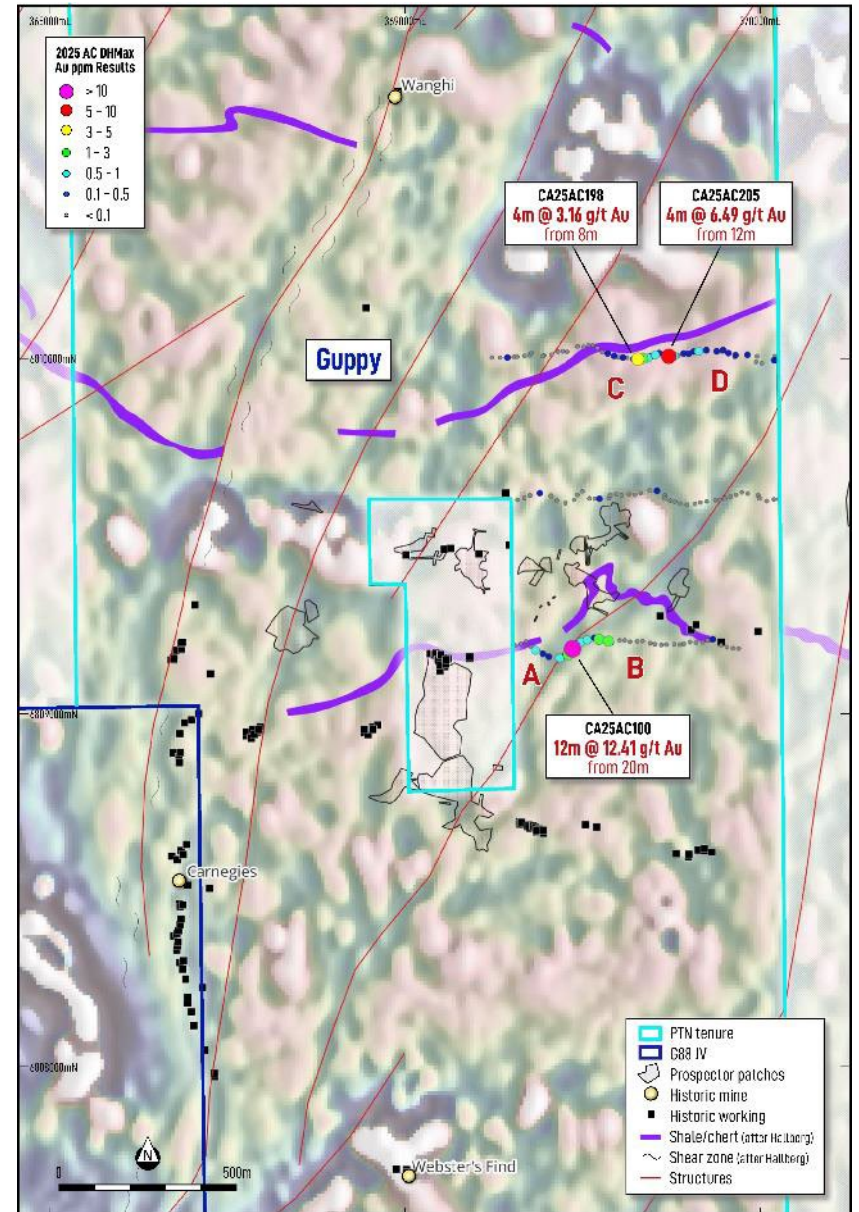 369000mE
370000mE
2025 AC DHMax
Au ppm Results
> 10
5 - 10
3 - 5
1 - 3
0.5 - 1
0.1 - 0.5
< 0.1
Wanghi
CA25AC198
4m @ 3.16 g/t Au
from 8m
CA25AC205
4m @ 6.49 g/t Au
from 12m
Guppy
C
D
A
B
CA25AC100
12m @ 12.41 g/t Au
from 20m
Carnegies
Webster's Find
N
0
500m
PTN tenure
G88 JV
Prospector patches
Historic mine
Historic working
Shale/chert (after Hallberg)
Shear zone (after Hallberg)
Structures